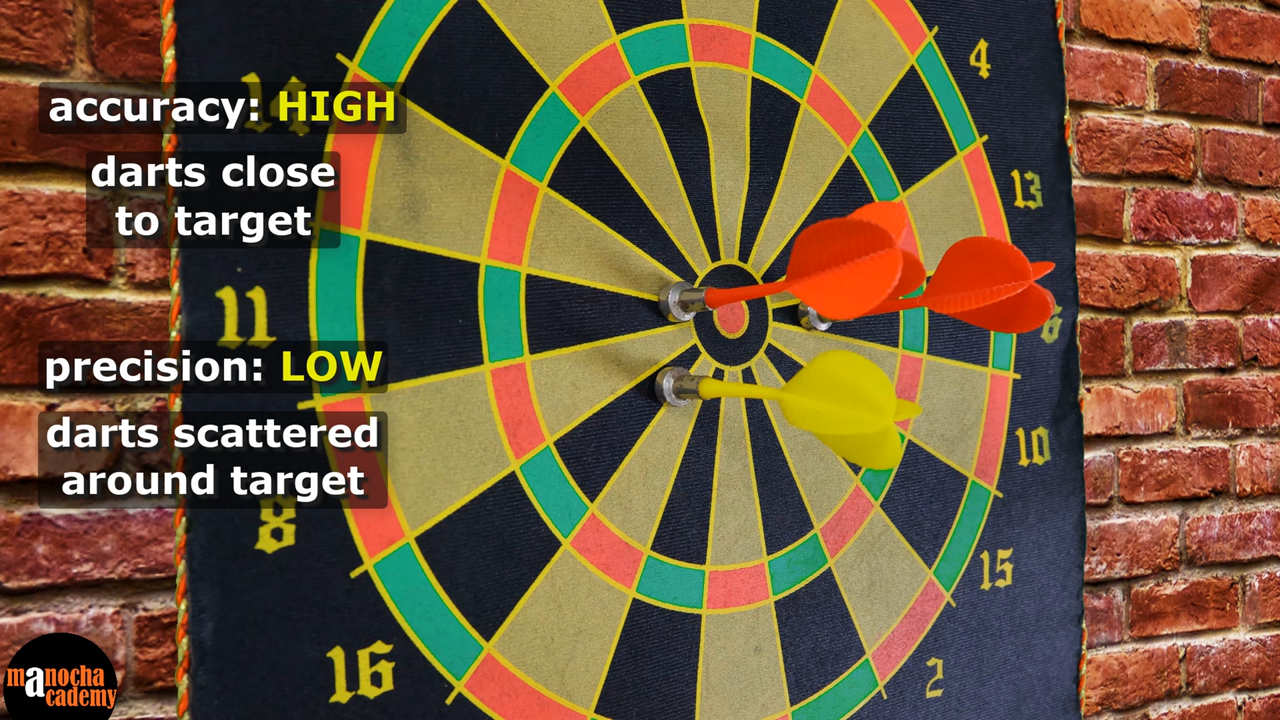 accuracy: HIGH
darts close
to target
precision: LOW
darts scattered
around target
4
13
6
10
15
2
14
11
8
16
manocha
academy